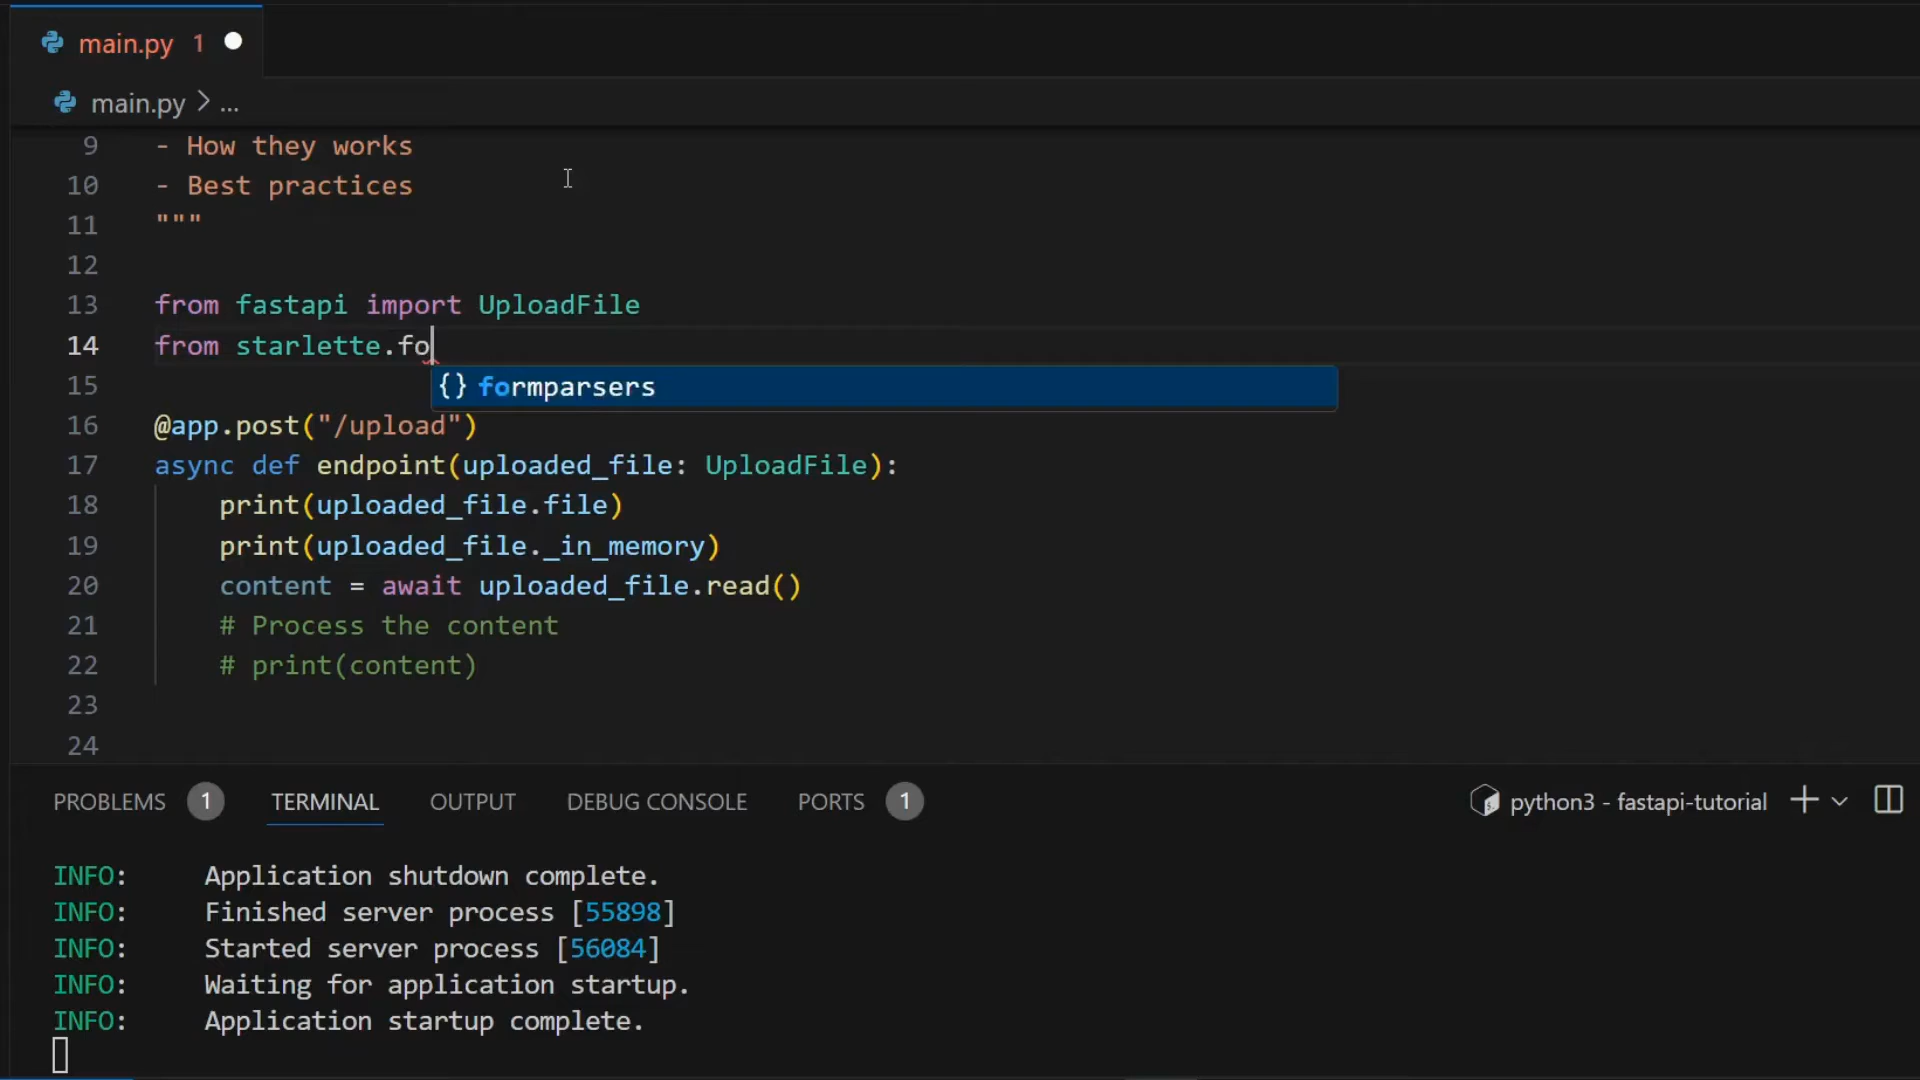 main.py 1
main.py > ...
9 - How they works
10 - Best practices
11 """
12
13 from fastapi import UploadFile
14 from starlette.fo
{} formparsers
15
16 @app.post("/upload")
17 async def endpoint(uploaded_file: UploadFile):
18 print(uploaded_file.file)
19 print(uploaded_file._in_memory)
20 content = await uploaded_file.read()
21 # Process the content
22 # print(content)
23
24
PROBLEMS 1 TERMINAL OUTPUT DEBUG CONSOLE PORTS 1 python3 - fastapi-tutorial
INFO: Application shutdown complete.
INFO: Finished server process [55898]
INFO: Started server process [56084]
INFO: Waiting for application startup.
INFO: Application startup complete.